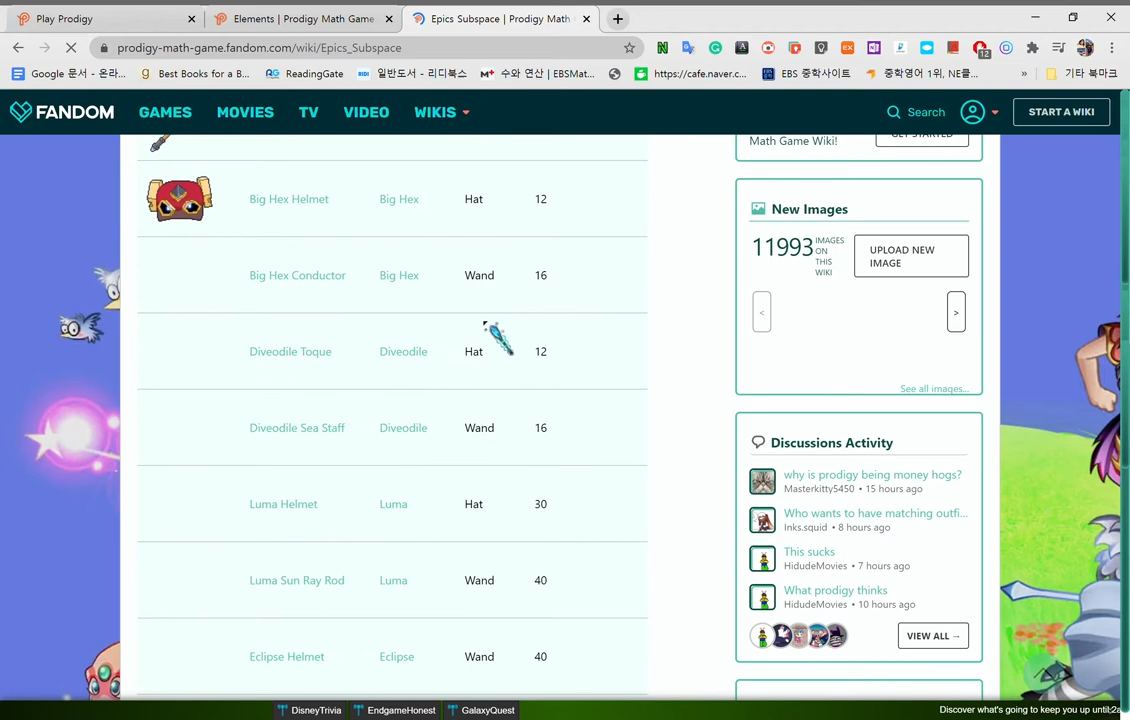 Play Prodigy
Elements | Prodigy Math Game
Epics Subspace | Prodigy Math
prodigy-math-game.fandom.com/wiki/Epics_Subspace
12
Google 문서 - 온라...
Best Books for a B...
ReadingGate
일반도서 - 리디북스
수와 연산 | EBSMat...
https://cafe.naver.c...
EBS 중학사이트
중학영어 1위, NE클...
기타 북마크
FANDOM
GAMES
MOVIES
TV
VIDEO
WIKIS
Search
START A WIKI
Math Game Wiki!
GET STARTED
Big Hex Helmet Big Hex Hat 12
Big Hex Conductor Big Hex Wand 16
Diveodile Toque Diveodile Hat 12
Diveodile Sea Staff Diveodile Wand 16
Luma Helmet Luma Hat 30
Luma Sun Ray Rod Luma Wand 40
Eclipse Helmet Eclipse Wand 40
New Images
11993 IMAGES ON THIS WIKI
UPLOAD NEW IMAGE
<
>
See all images...
Discussions Activity
why is prodigy being money hogs?
Masterkitty5450 • 15 hours ago
Who wants to have matching outfi...
Inks.squid • 8 hours ago
This sucks
HidudeMovies • 7 hours ago
What prodigy thinks
HidudeMovies • 10 hours ago
VIEW ALL →
DisneyTrivia
EndgameHonest
GalaxyQuest
Discover what's going to keep you up until 2a